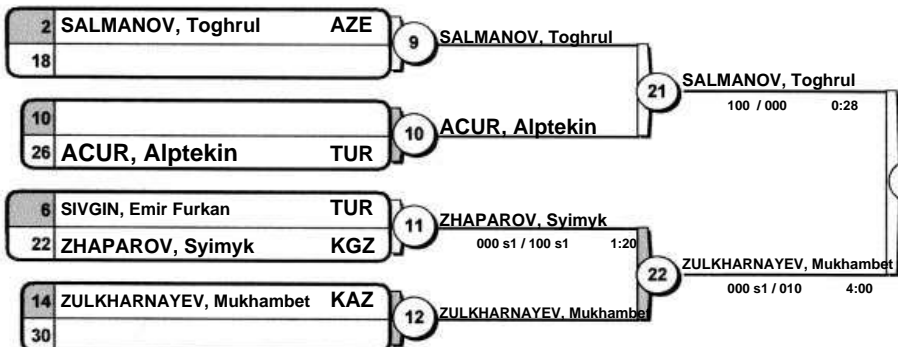 2 SALMANOV, Toghrul AZE
18
9
SALMANOV, Toghrul
10
26 ACUR, Alptekin TUR
10
ACUR, Alptekin
21
SALMANOV, Toghrul
100 / 000 0:28
6 SIVGIN, Emir Furkan TUR
22 ZHAPAROV, Syimyk KGZ
11
ZHAPAROV, Syimyk
000 s1 / 100 s1 1:20
14 ZULKHARNAYEV, Mukhambet KAZ
30
12
ZULKHARNAYEV, Mukhambet
22
ZULKHARNAYEV, Mukhambet
000 s1 / 010 4:00